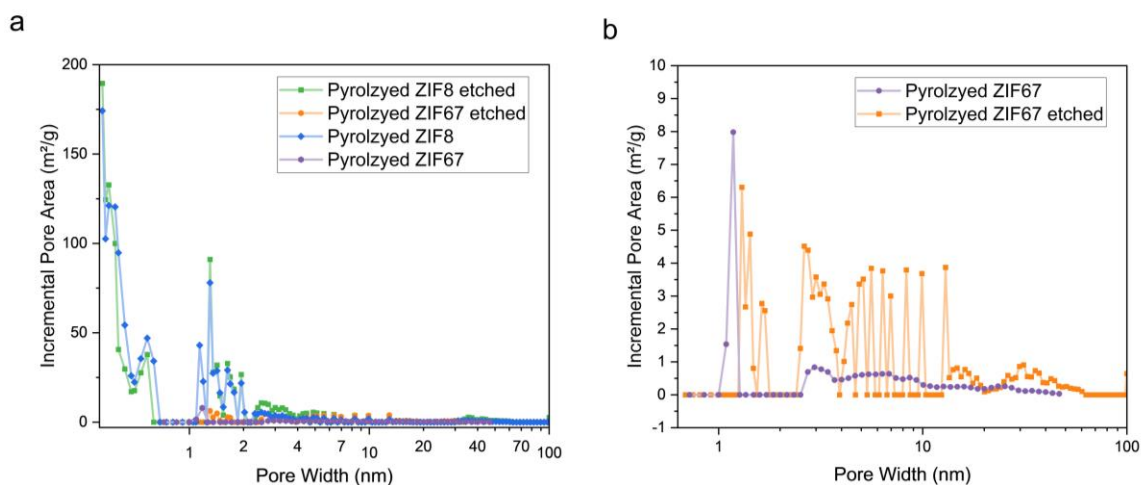 a
b
200
150
100
50
0
Incremental Pore Area (m²/g)
Pyrolzyed ZIF8 etched
Pyrolzyed ZIF67 etched
Pyrolzyed ZIF8
Pyrolzyed ZIF67
1 2 4 7 10 20 40 70 100
Pore Width (nm)
10
9
8
7
6
5
4
3
2
1
0
-1
Incremental Pore Area (m²/g)
Pyrolzyed ZIF67
Pyrolzyed ZIF67 etched
1 10 100
Pore Width (nm)